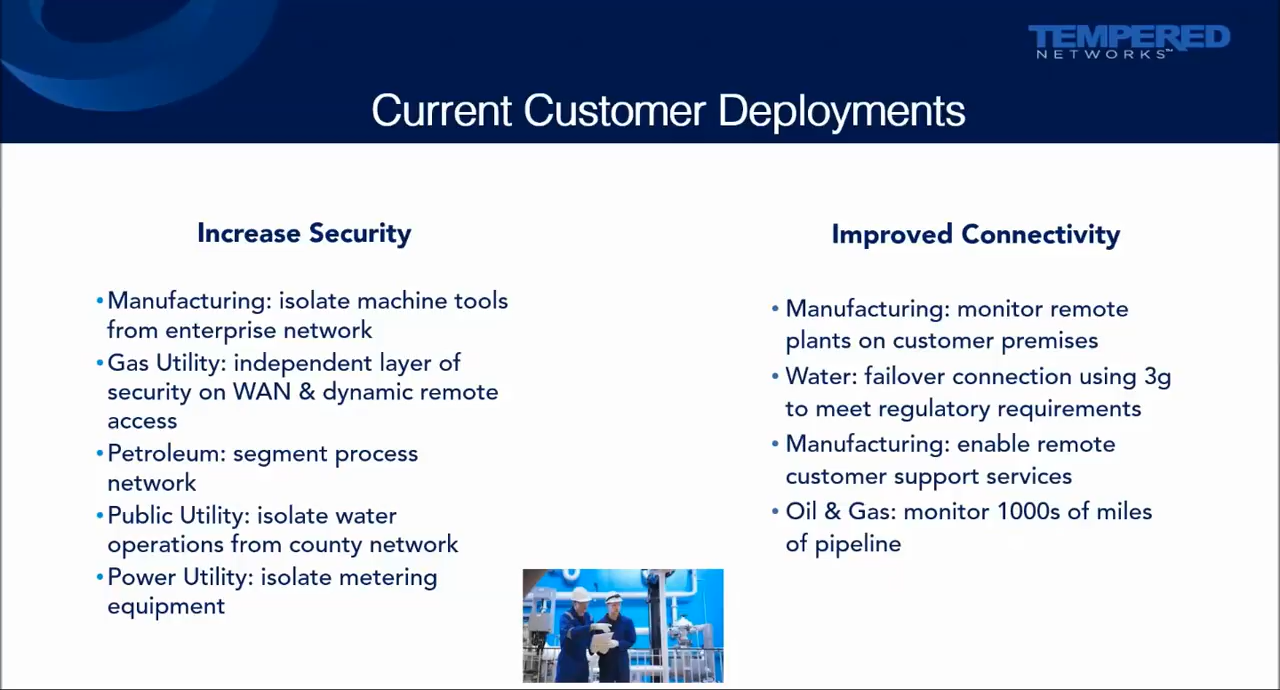 TEMPERED
NETWORKS™
Current Customer Deployments
Increase Security
•Manufacturing: isolate machine tools
from enterprise network
•Gas Utility: independent layer of
security on WAN & dynamic remote
access
•Petroleum: segment process
network
•Public Utility: isolate water
operations from county network
•Power Utility: isolate metering
equipment
Improved Connectivity
• Manufacturing: monitor remote
plants on customer premises
• Water: failover connection using 3g
to meet regulatory requirements
• Manufacturing: enable remote
customer support services
• Oil & Gas: monitor 1000s of miles
of pipeline